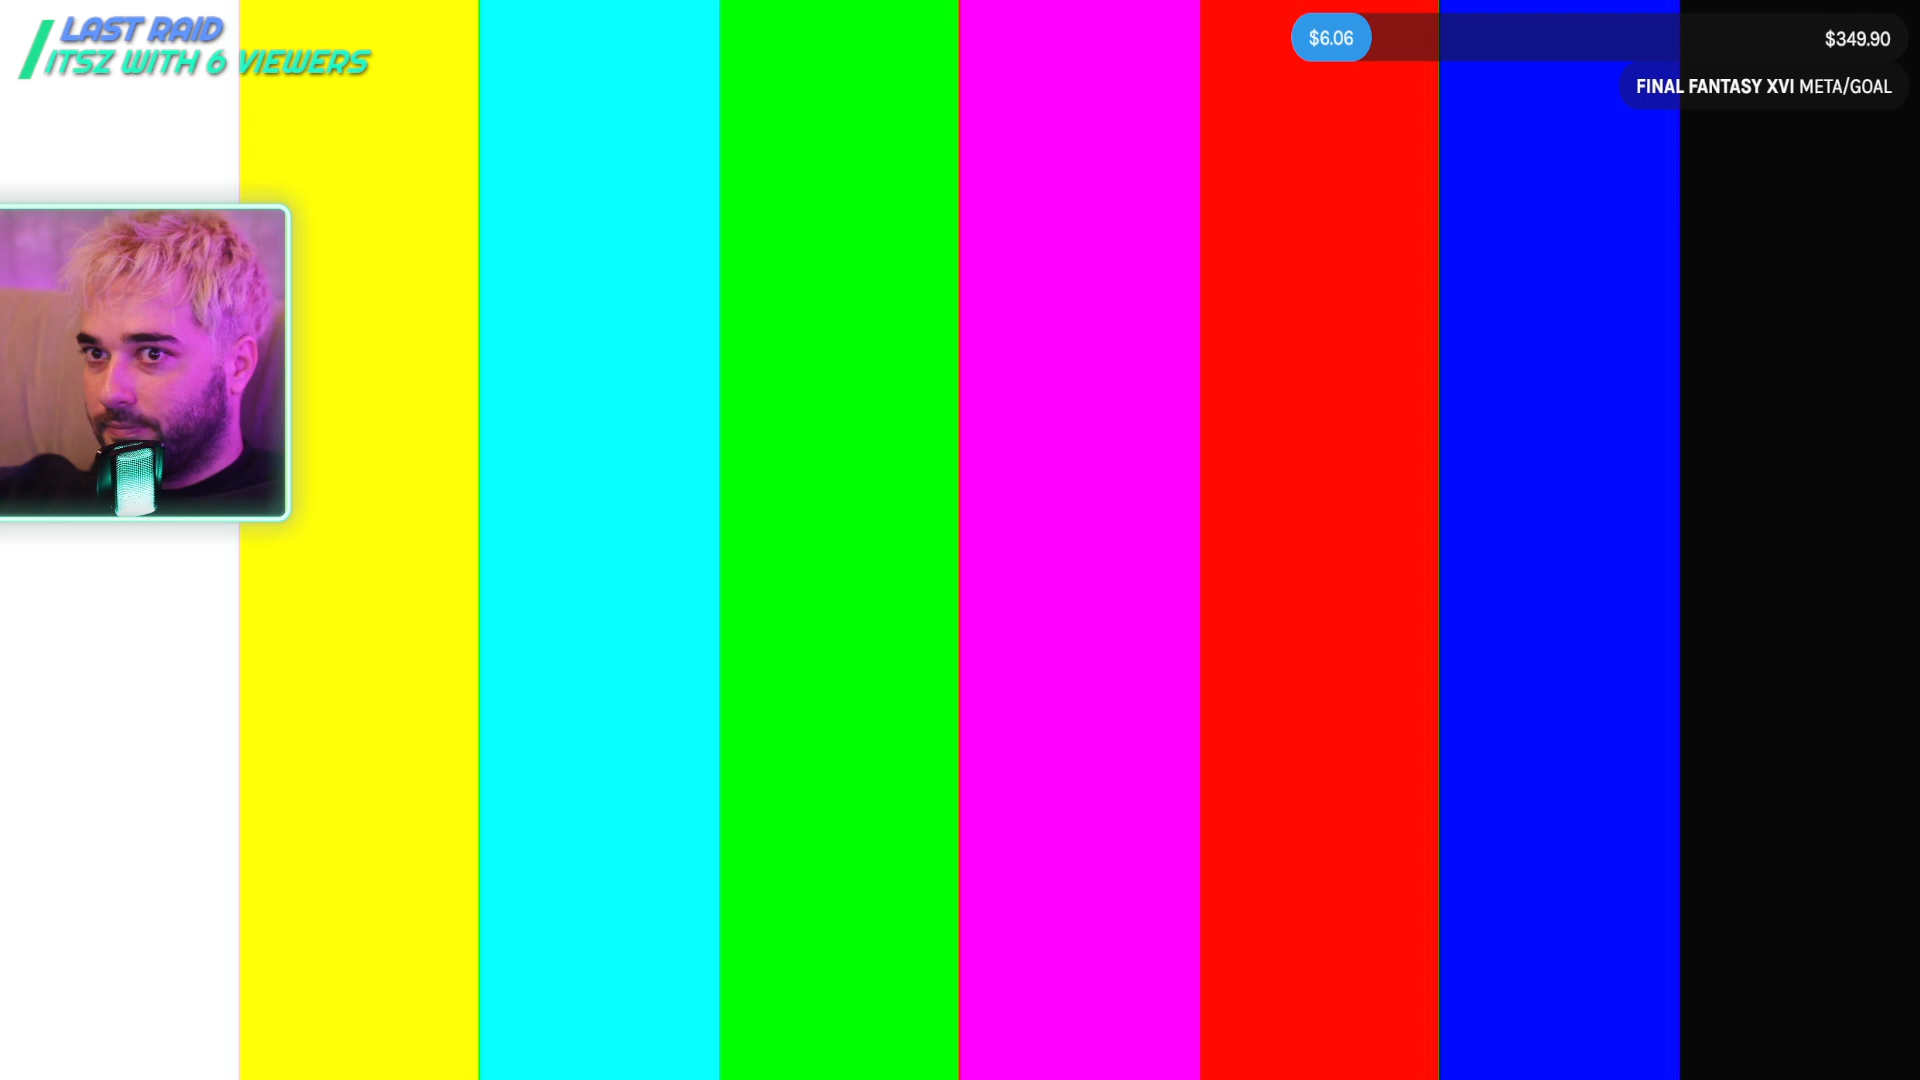 LAST RAID
ITSZ WITH 6 VIEWERS
$6.06
$349.90
FINAL FANTASY XVI META/GOAL